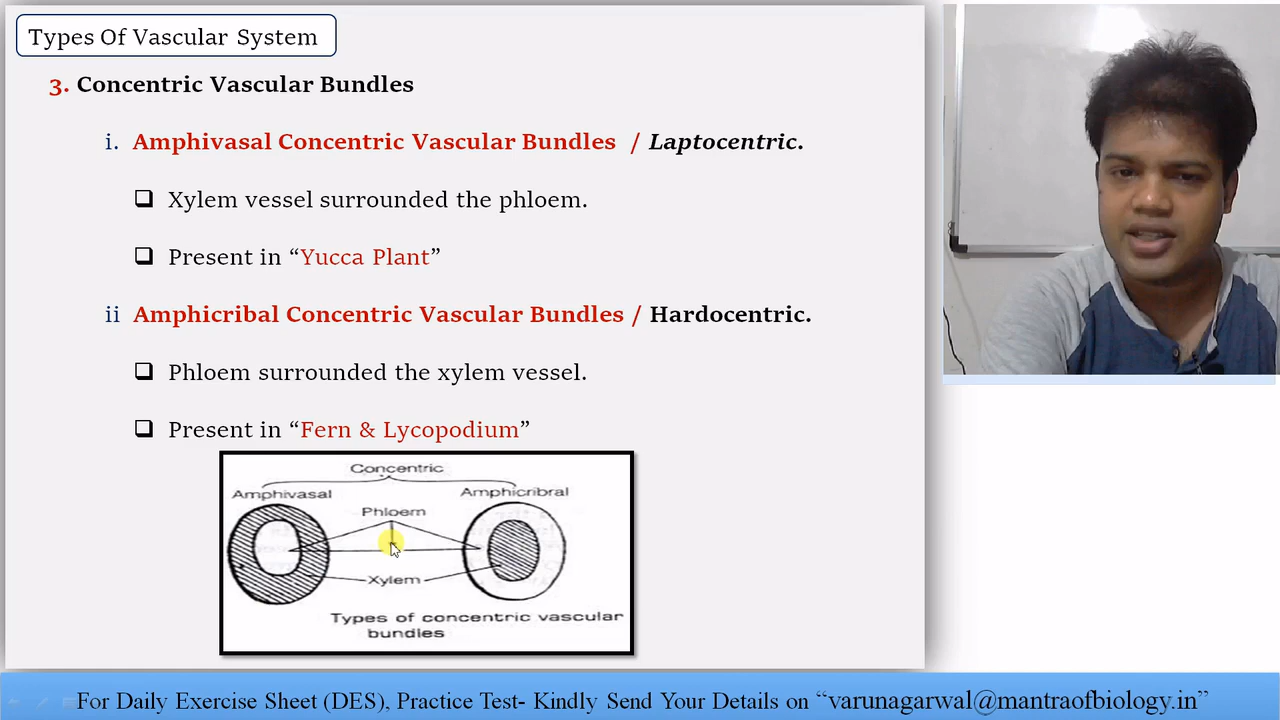 Types Of Vascular System
3. Concentric Vascular Bundles
i. Amphivasal Concentric Vascular Bundles / Laptocentric.
Xylem vessel surrounded the phloem.
Present in “Yucca Plant”
ii Amphicribal Concentric Vascular Bundles / Hardocentric.
Phloem surrounded the xylem vessel.
Present in “Fern & Lycopodium”
Concentric
Amphivasal
Amphicribral
Phloem
Xylem
Types of concentric vascular
bundles
For Daily Exercise Sheet (DES), Practice Test- Kindly Send Your Details on “varunagarwal@mantraofbiology.in”